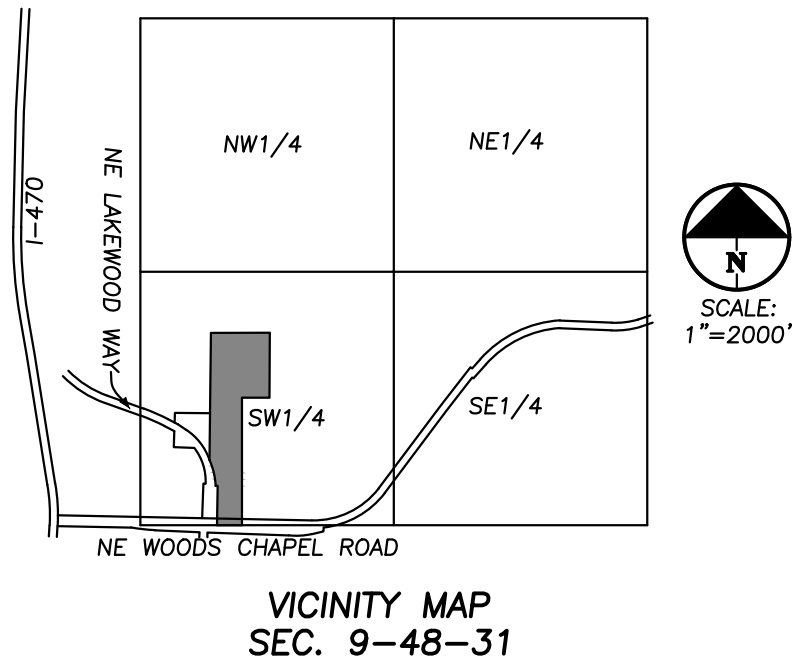 NW1/4
NE1/4
I-470
NE LAKEWOOD WAY
N
SCALE:
1"=2000'
SW1/4
SE1/4
NE WOODS CHAPEL ROAD
VICINITY MAP
SEC. 9-48-31